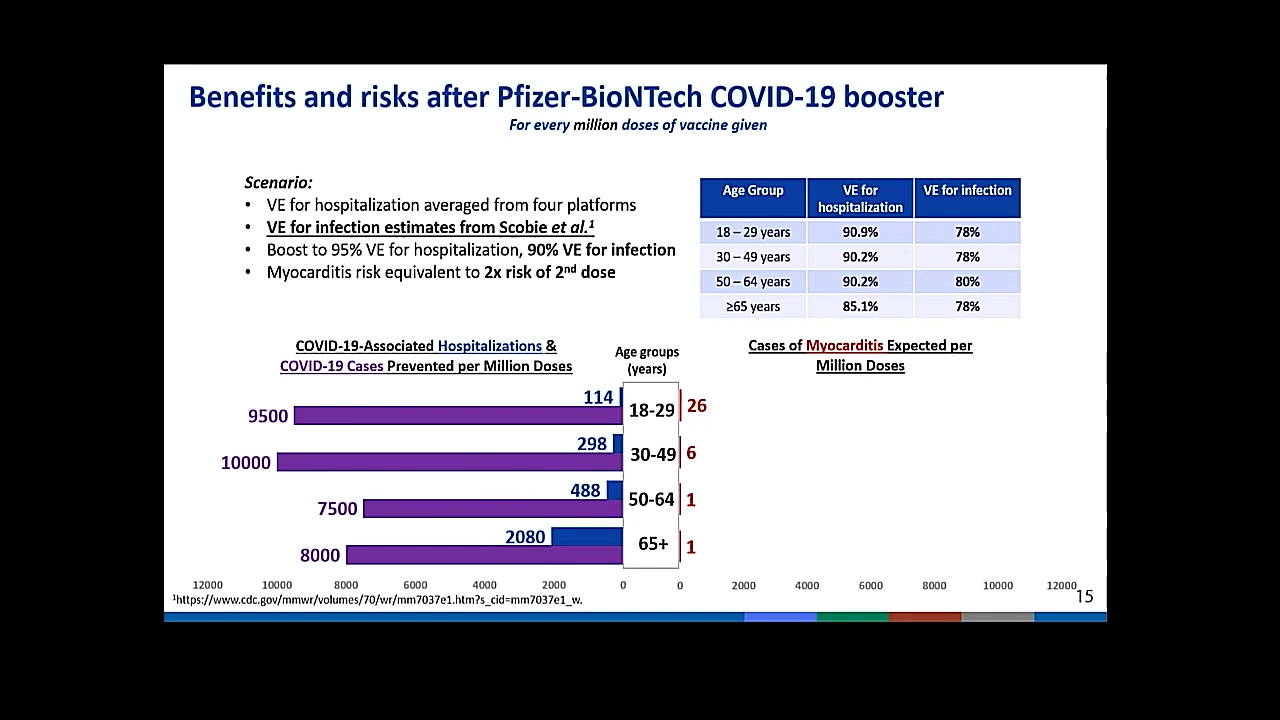 Benefits and risks after Pfizer-BioNTech COVID-19 booster
For every million doses of vaccine given
Scenario:
• VE for hospitalization averaged from four platforms
• VE for infection estimates from Scobie et al.¹
• Boost to 95% VE for hospitalization, 90% VE for infection
• Myocarditis risk equivalent to 2x risk of 2nd dose
Age Group VE for hospitalization VE for infection
18 – 29 years 90.9% 78%
30 – 49 years 90.2% 78%
50 – 64 years 90.2% 80%
≥65 years 85.1% 78%
COVID-19-Associated Hospitalizations &
COVID-19 Cases Prevented per Million Doses
Age groups
(years)
Cases of Myocarditis Expected per
Million Doses
114
9500 18-29 26
298
10000 30-49 6
488
7500 50-64 1
2080
8000 65+ 1
12000 10000 8000 6000 4000 2000 0 0 2000 4000 6000 8000 10000 12000
¹https://www.cdc.gov/mmwr/volumes/70/wr/mm7037e1.htm?s_cid=mm7037e1_w.
15